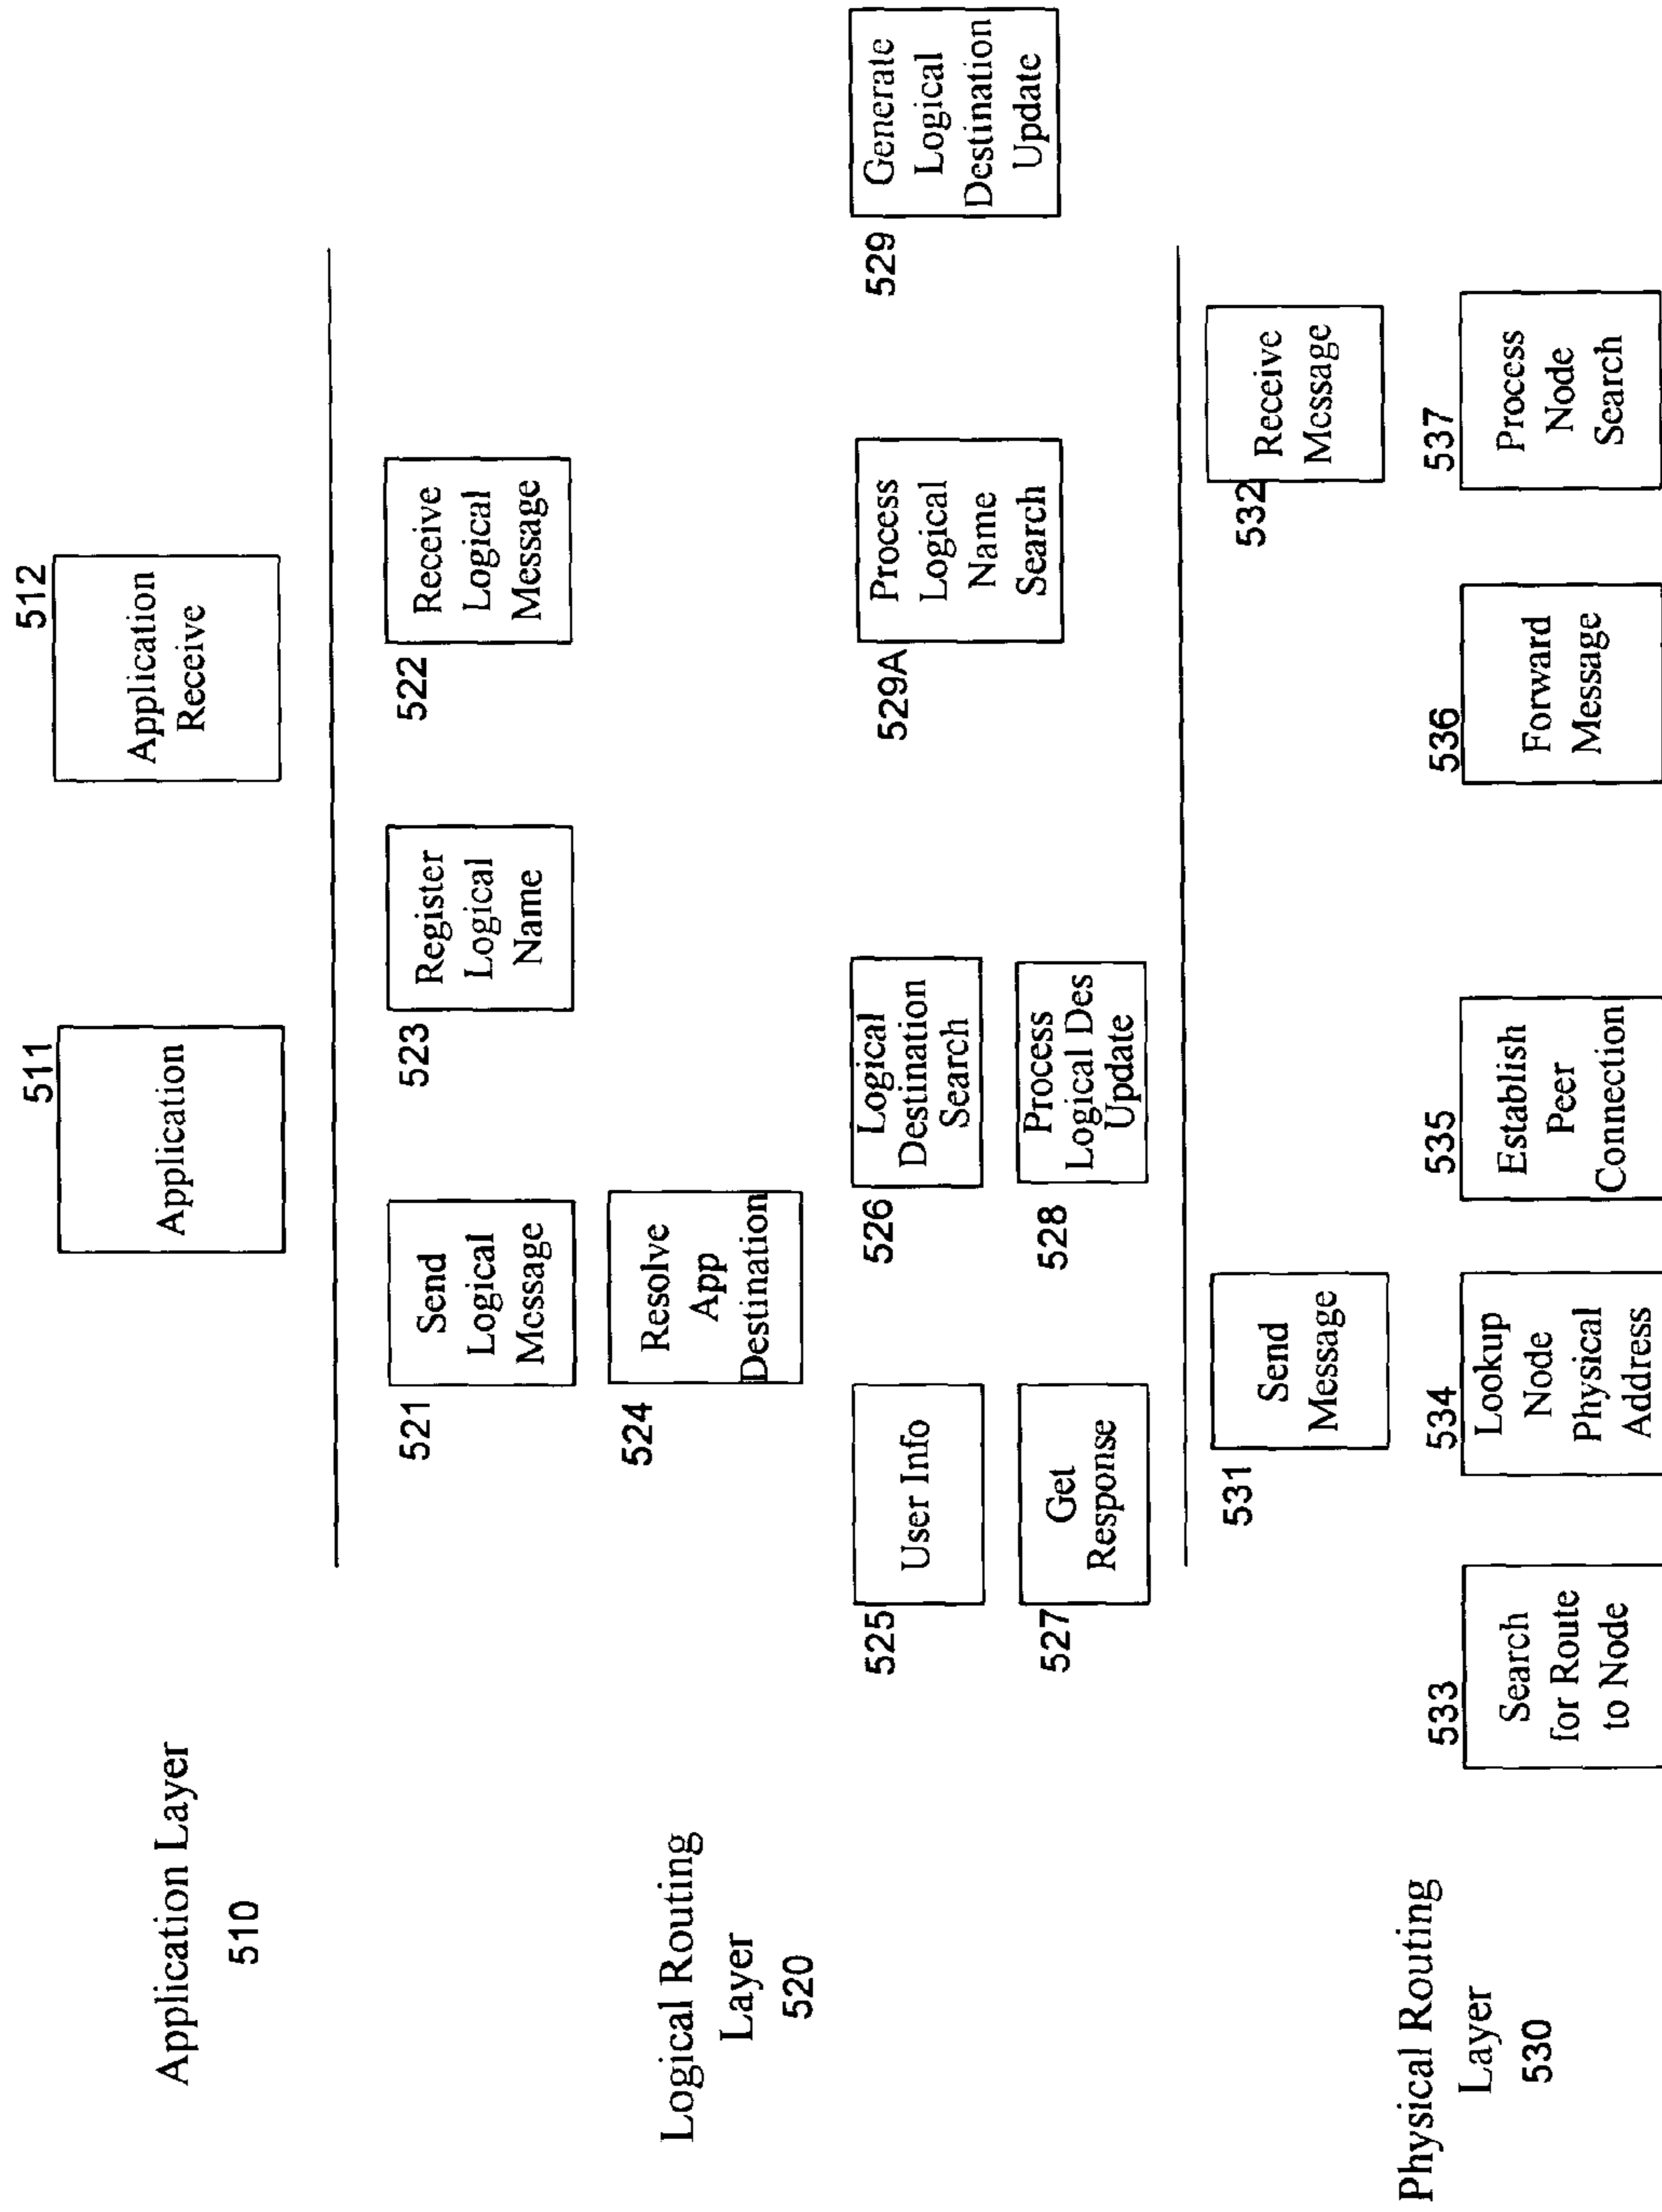 Application Layer
510
511
Application
512
Application
Receive
Logical Routing
Layer
520
521
Send
Logical
Message
523
Register
Logical
Name
522
Receive
Logical
Message
524
Resolve
App
Destination
525
User Info
526
Logical
Destination
Search
529A
Process
Logical
Name
Search
529
Generate
Logical
Destination
Update
527
Get
Response
528
Process
Logical Des
Update
Physical Routing
Layer
530
531
Send
Message
532
Receive
Message
533
Search
for Route
to Node
534
Lookup
Node
Physical
Address
535
Establish
Peer
Connection
536
Forward
Message
537
Process
Node
Search